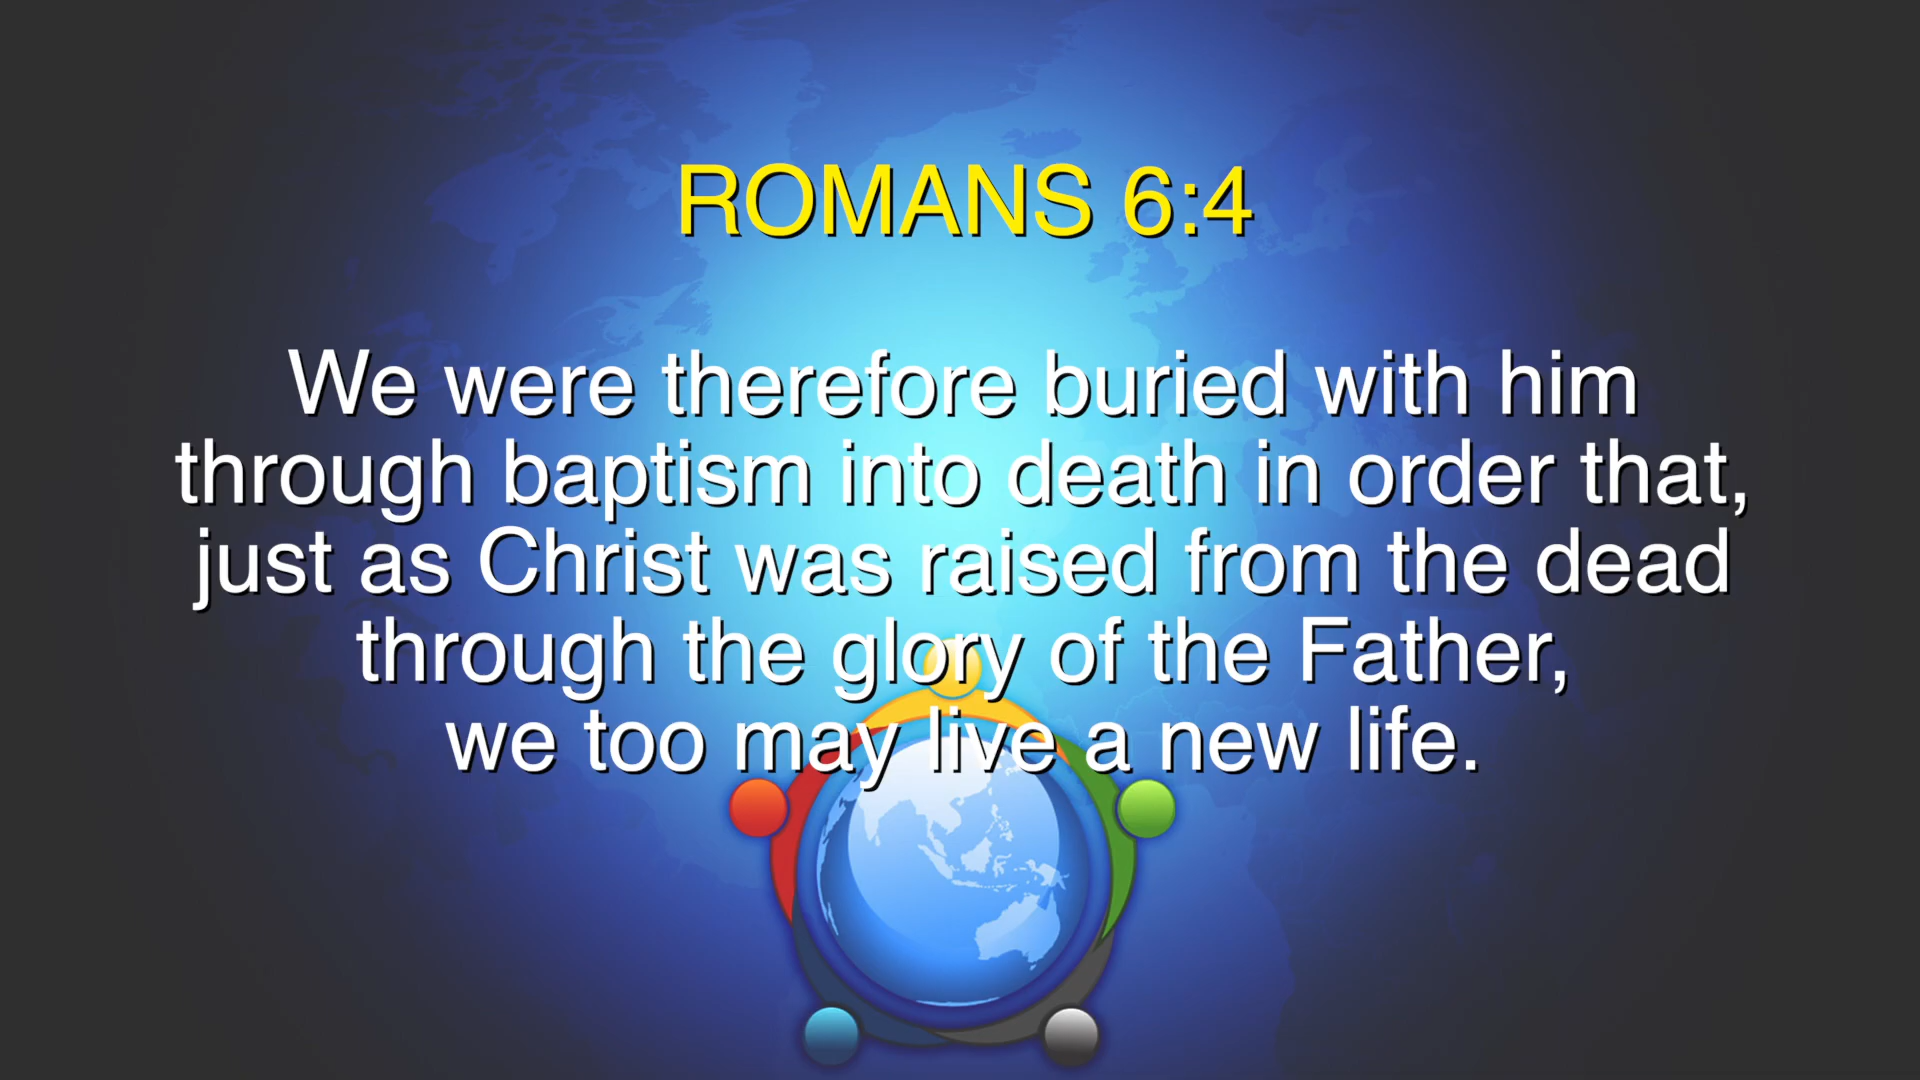 ROMANS 6:4
We were therefore buried with him
through baptism into death in order that,
just as Christ was raised from the dead
through the glory of the Father,
we too may live a new life.